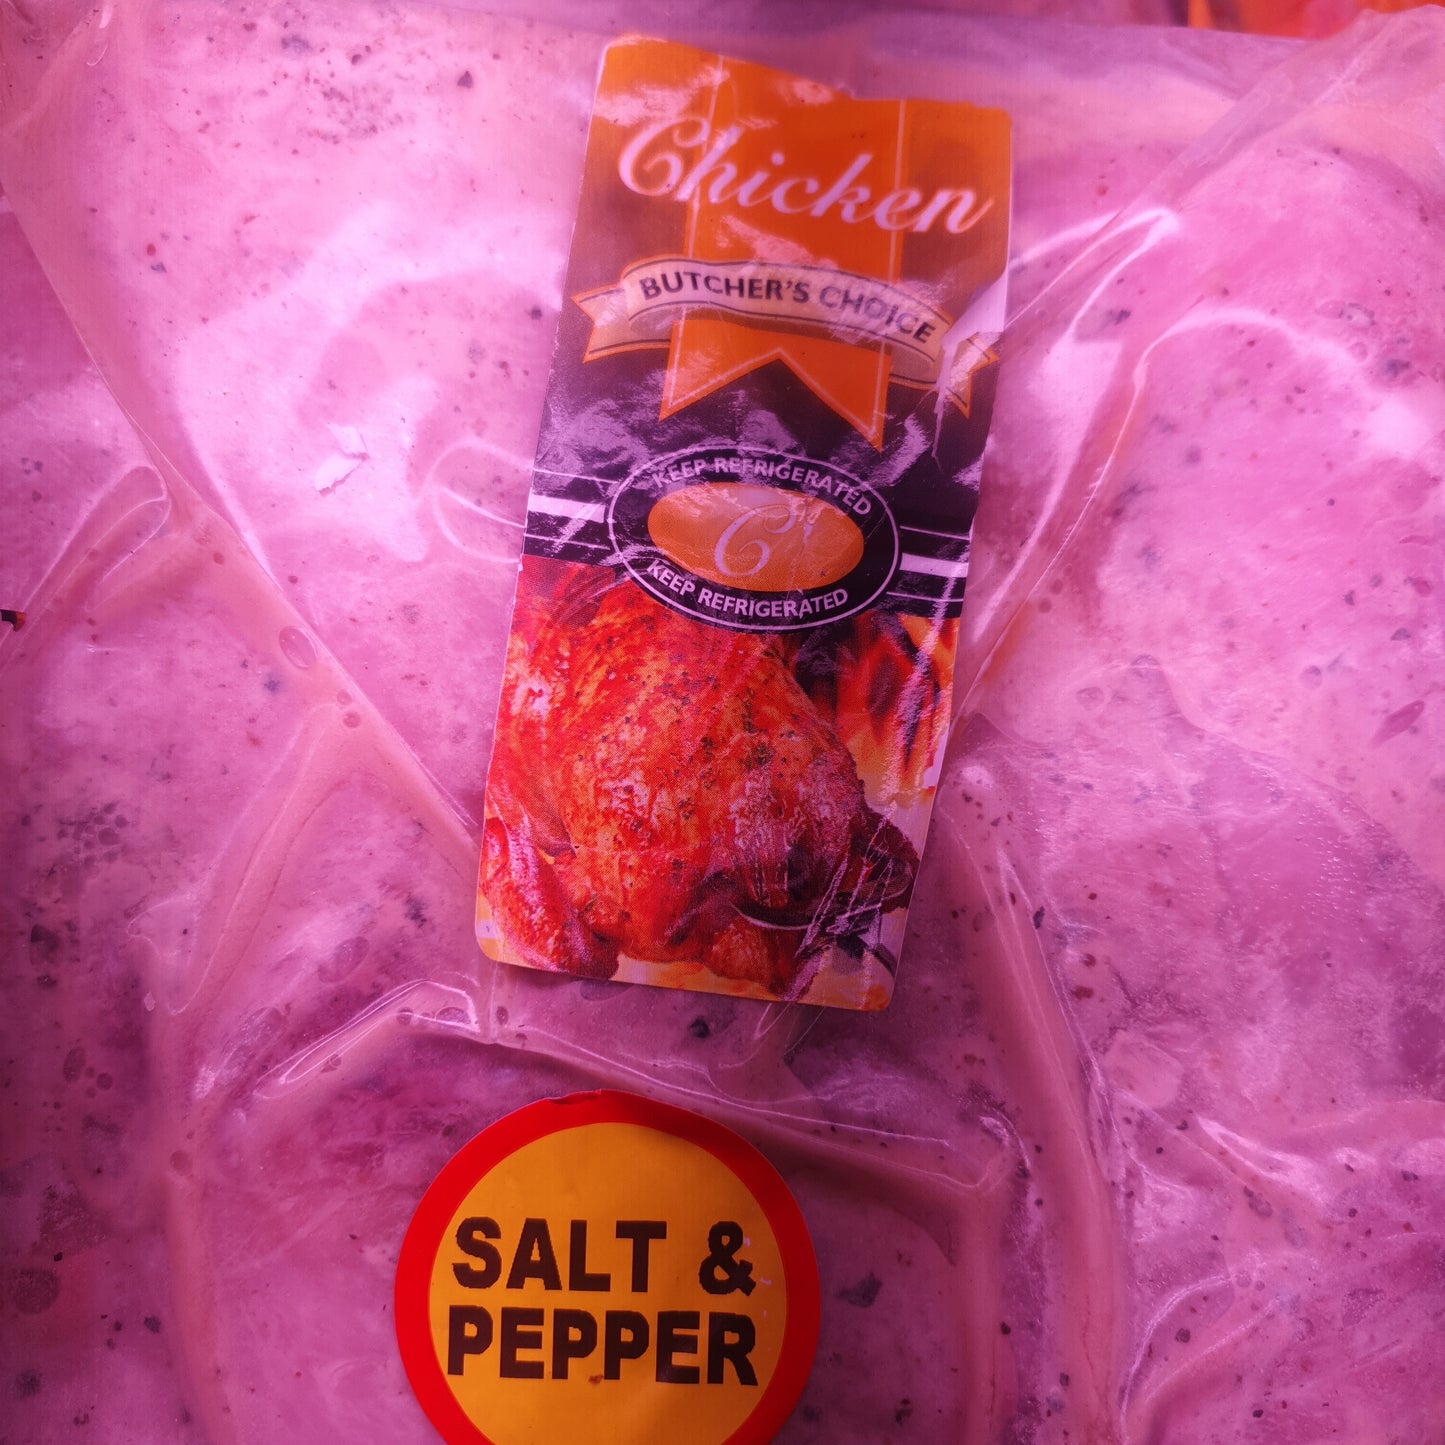 Chicken
BUTCHER'S CHOICE
KEEP REFRIGERATED
C
KEEP REFRIGERATED
SALT &
PEPPER